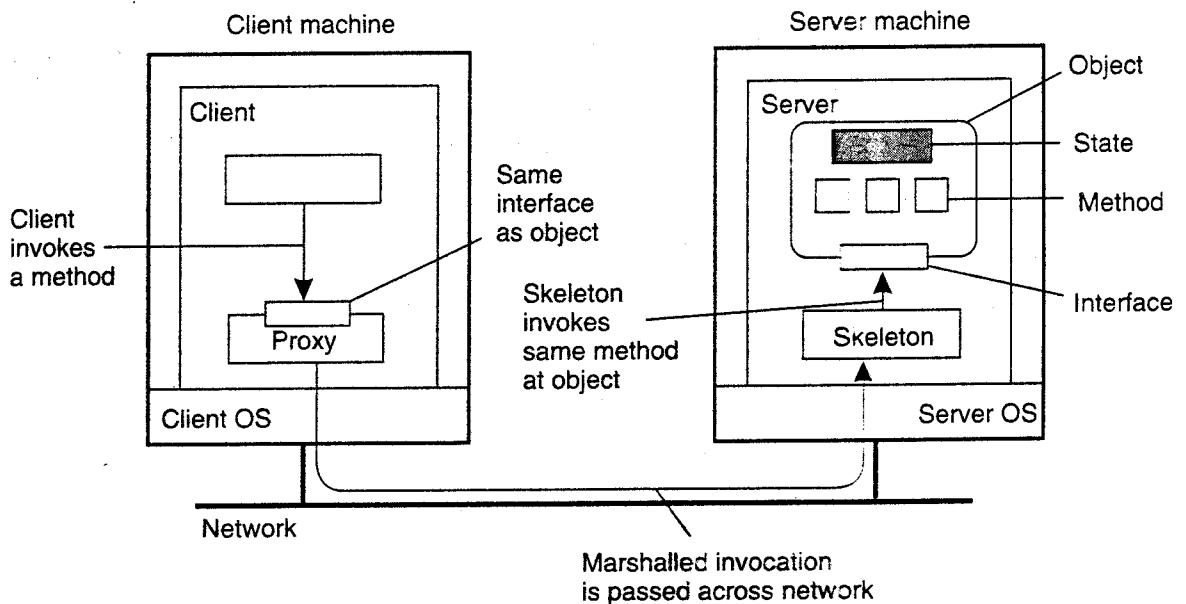 Client machine
Server machine
Object
Client
Server
State
Same
interface
as object
Method
Client
invokes
a method
Skeleton
invokes
same method
at object
Interface
Proxy
Skeleton
Client OS
Server OS
Network
Marshalled invocation
is passed across network